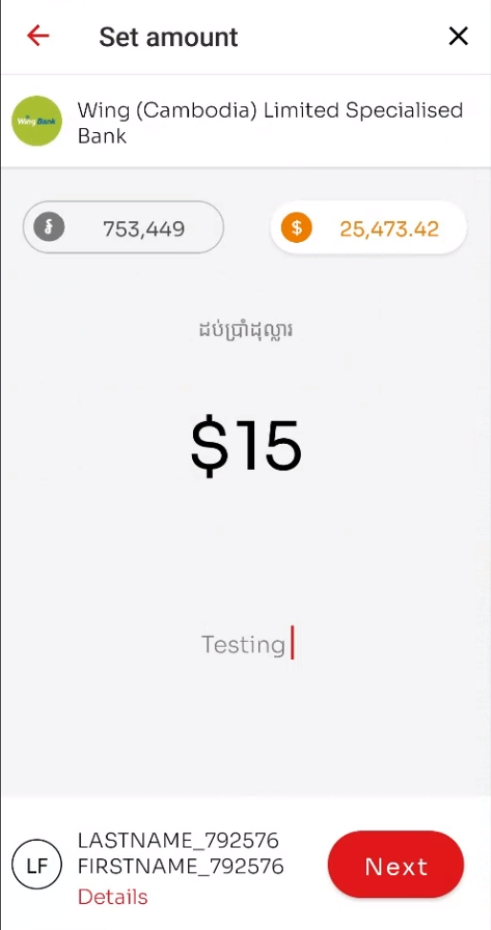 Set amount
Wing Bank
Wing (Cambodia) Limited Specialised
Bank
៛ 753,449
$ 25,473.42
ដប់ប្រាំដុល្លារ
$15
Testing
LF
LASTNAME_792576
FIRSTNAME_792576
Details
Next